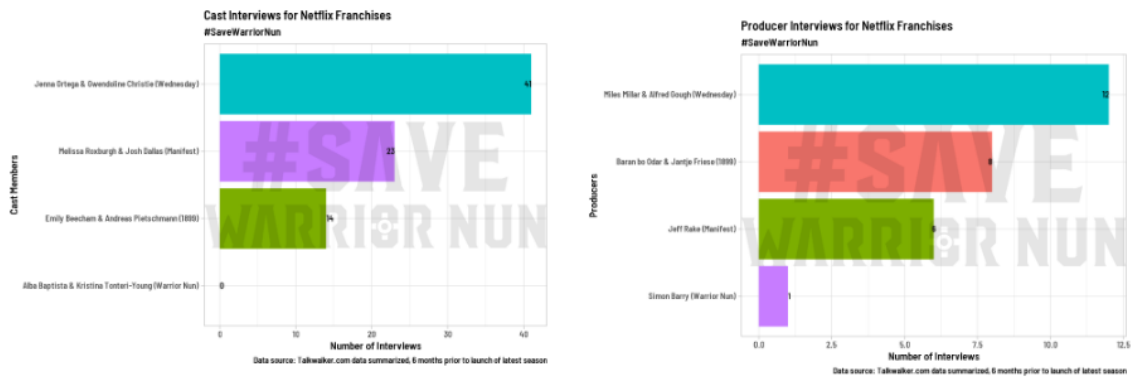 Cast Interviews for Netflix Franchises
#SaveWarriorNun
Cast Members
Jenna Ortega & Gwendoline Christie (Wednesday)
41
Melissa Roxburgh & Josh Dallas (Manifest)
23
Emily Beecham & Andreas Pietschmann (1899)
14
Alba Baptista & Kristina Tonteri-Young (Warrior Nun)
0
#SAVE
WARRIOR NUN
0 10 20 30 40
Number of Interviews
Data source: Talkwalker.com data summarized, 6 months prior to launch of latest season
Producer Interviews for Netflix Franchises
#SaveWarriorNun
Producers
Miles Millar & Alfred Gough (Wednesday)
12
Baran bo Odar & Jantje Friese (1899)
8
Jeff Rake (Manifest)
6
Simon Barry (Warrior Nun)
1
#SAVE
WARRIOR NUN
0.0 2.5 5.0 7.5 10.0 12.5
Number of Interviews
Data source: Talkwalker.com data summarized, 6 months prior to launch of latest season